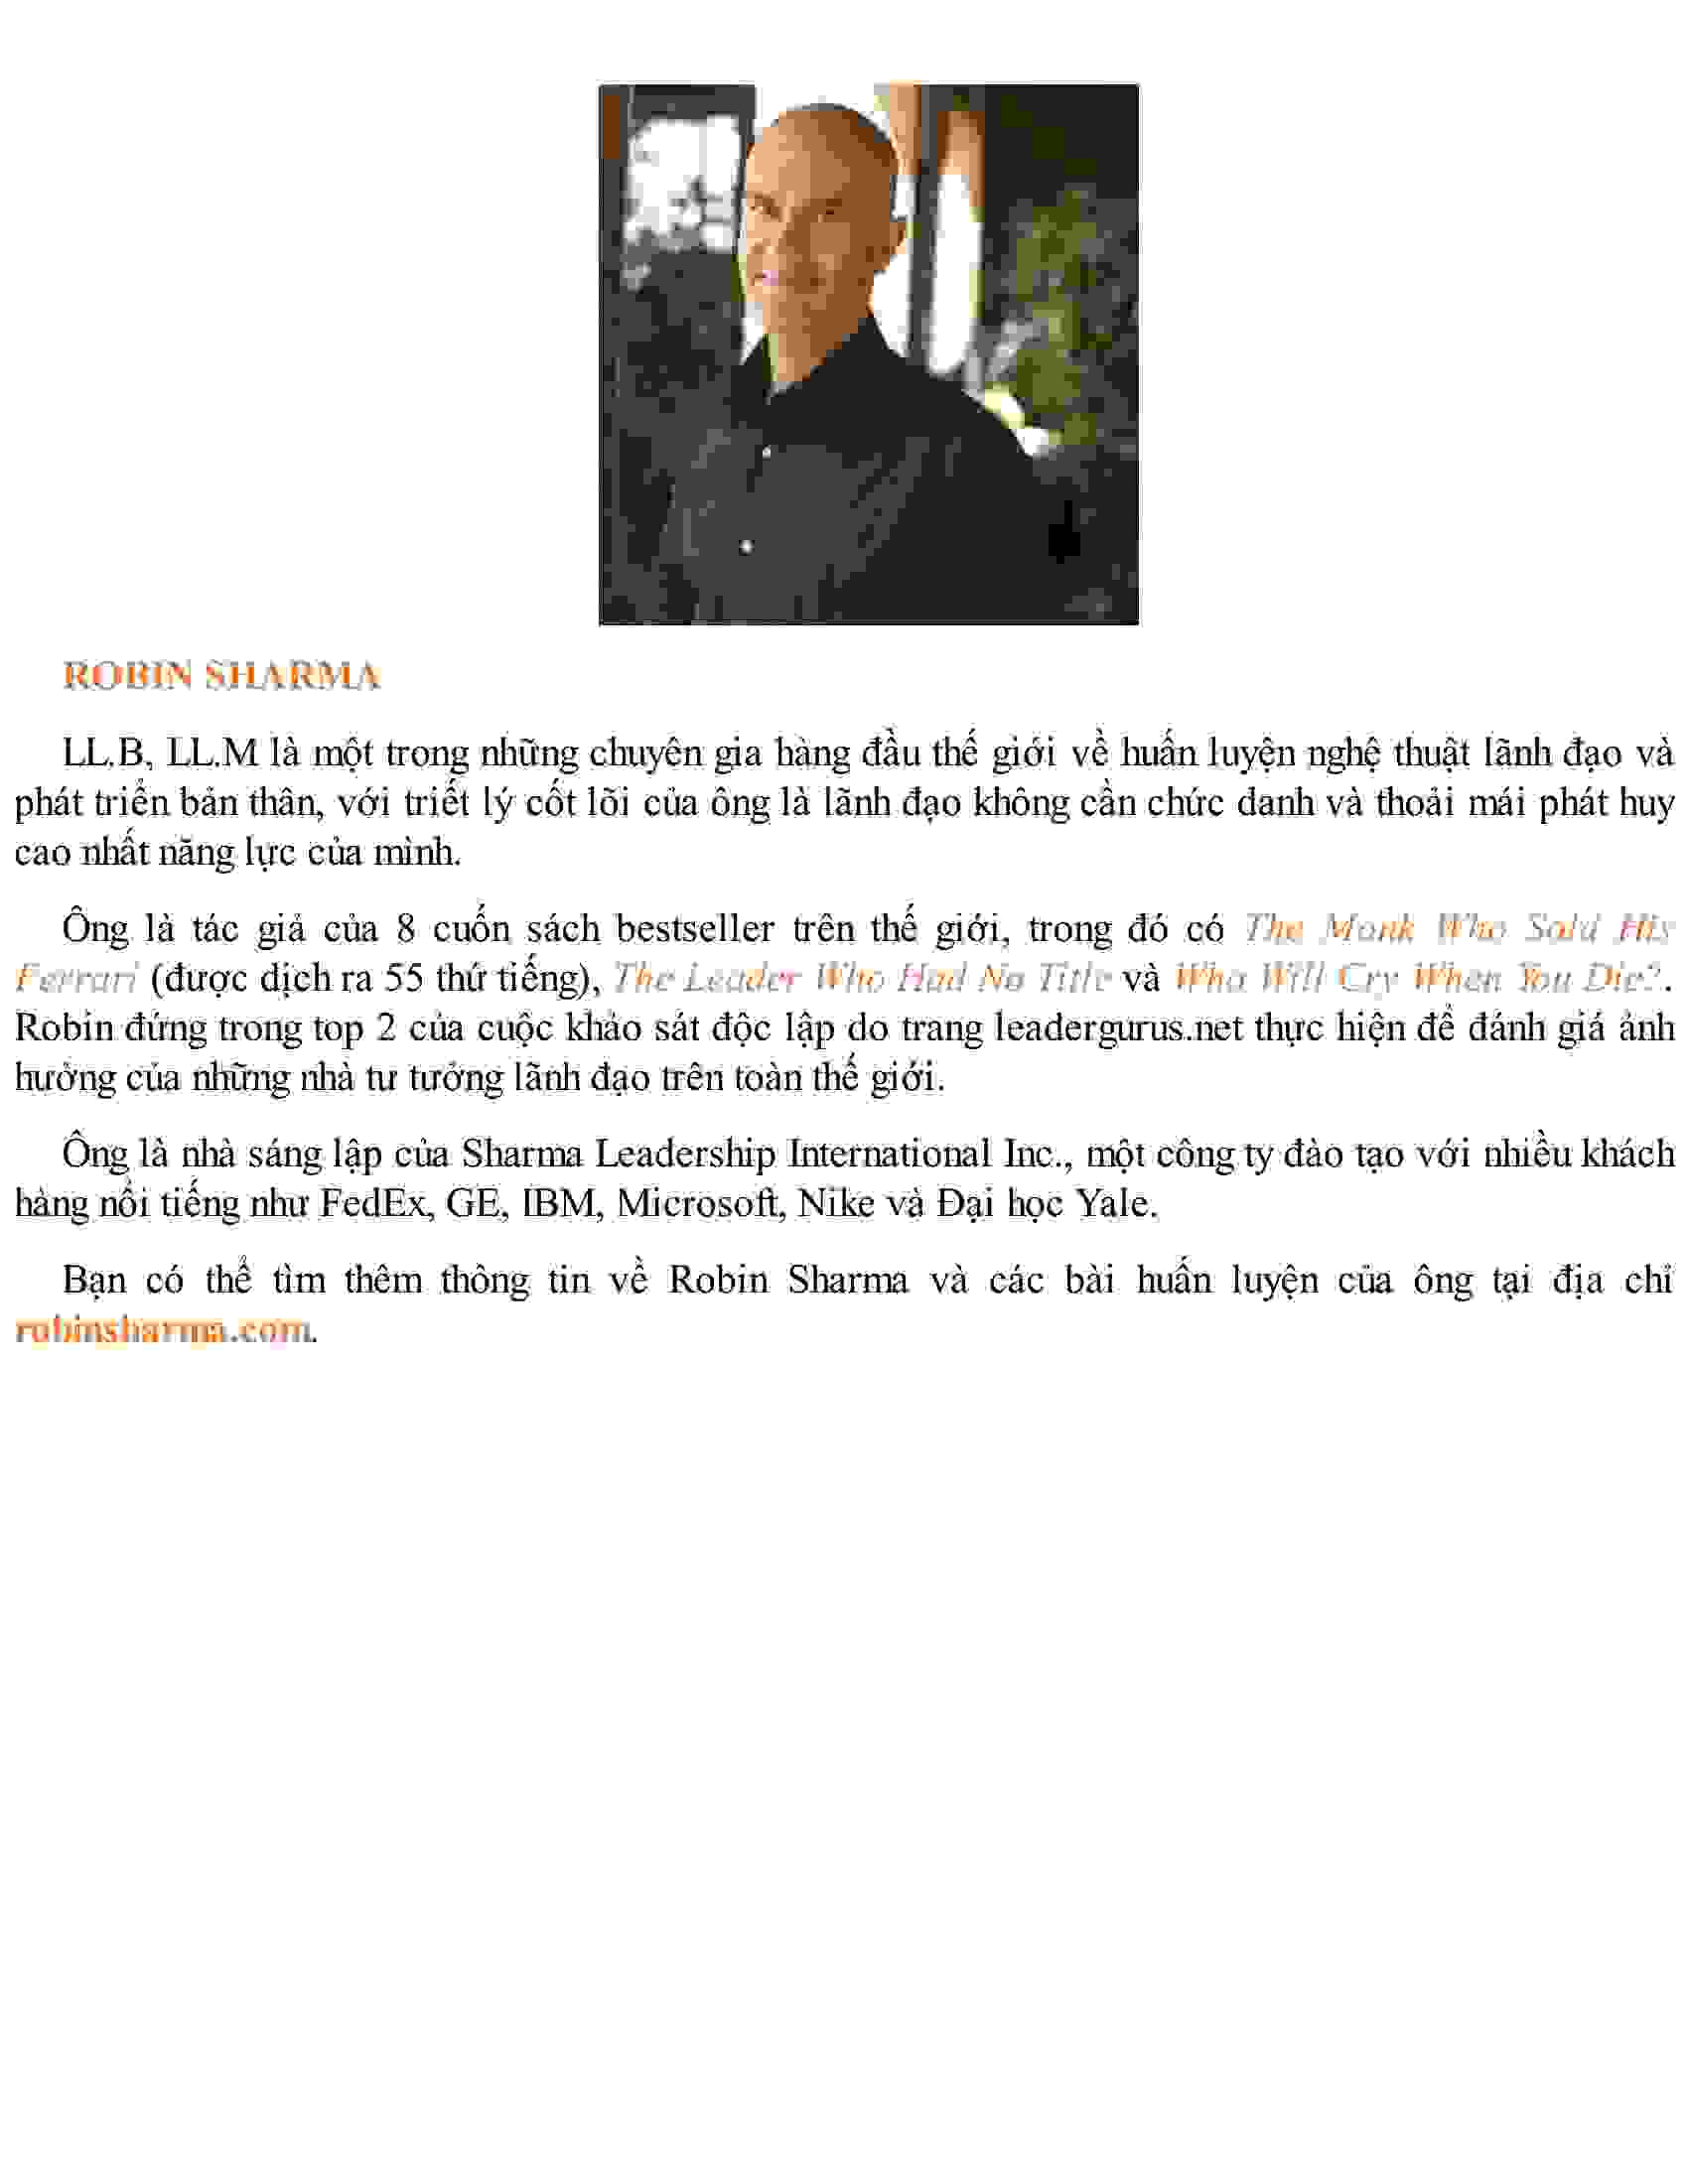 ROBIN SHARMA
LL.B, LL.M là một trong những chuyên gia hàng đầu thế giới về huấn luyện nghệ thuật lãnh đạo và
phát triển bản thân, với triết lý cốt lõi của ông là lãnh đạo không cần chức danh và thoải mái phát huy
cao nhất năng lực của mình.
Ông là tác giả của 8 cuốn sách bestseller trên thế giới, trong đó có The Monk Who Sold His
Ferrari (được dịch ra 55 thứ tiếng), The Leader Who Had No Title và Who Will Cry When You Die?.
Robin đứng trong top 2 của cuộc khảo sát độc lập do trang leadergurus.net thực hiện để đánh giá ảnh
hưởng của những nhà tư tưởng lãnh đạo trên toàn thế giới.
Ông là nhà sáng lập của Sharma Leadership International Inc., một công ty đào tạo với nhiều khách
hàng nổi tiếng như FedEx, GE, IBM, Microsoft, Nike và Đại học Yale.
Bạn có thể tìm thêm thông tin về Robin Sharma và các bài huấn luyện của ông tại địa chỉ
robinsharma.com.